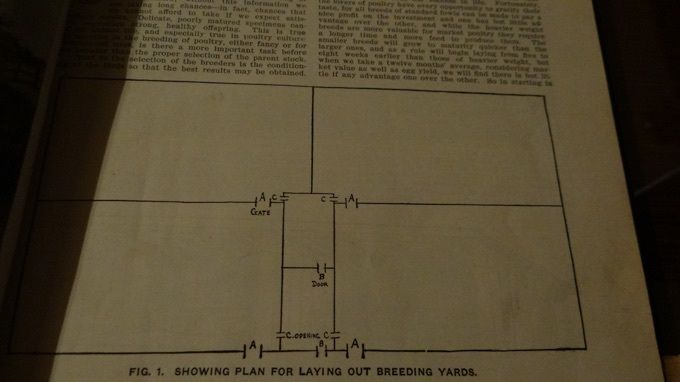 long chances—in fact, chances that
cannot afford to take if we expect satis-
Delicate, poorly matured specimens can-
strong, healthy offspring. This is true
and especially true in poultry culture
the breeding of poultry, either fancy or for
is there a more important task before
the proper selection of the parent stock.
selection of the breeders is the condition-
so that the best results may be obtained.
the lovers of poultry have every opportunity to gratify their
taste, for all breeds of standard fowls can be made to pay a
fair profit on the investment and one has but little ad-
vantage over the other, and while the heavier weight
breeds are more valuable for market poultry they require
a longer time and more feed to produce them. The
smaller breeds will grow to maturity quicker than the
larger ones, and as a rule will begin laying from five to
eight weeks earlier than those of heavier weight, but
when we take a twelve months' average, considering mar-
ket value as well as egg yield, we will find there is but lit-
tle if any advantage one over the other. So in starting in
A C C A
GATE
B
DOOR
C. OPENING C
A B A
FIG. 1. SHOWING PLAN FOR LAYING OUT BREEDING YARDS.